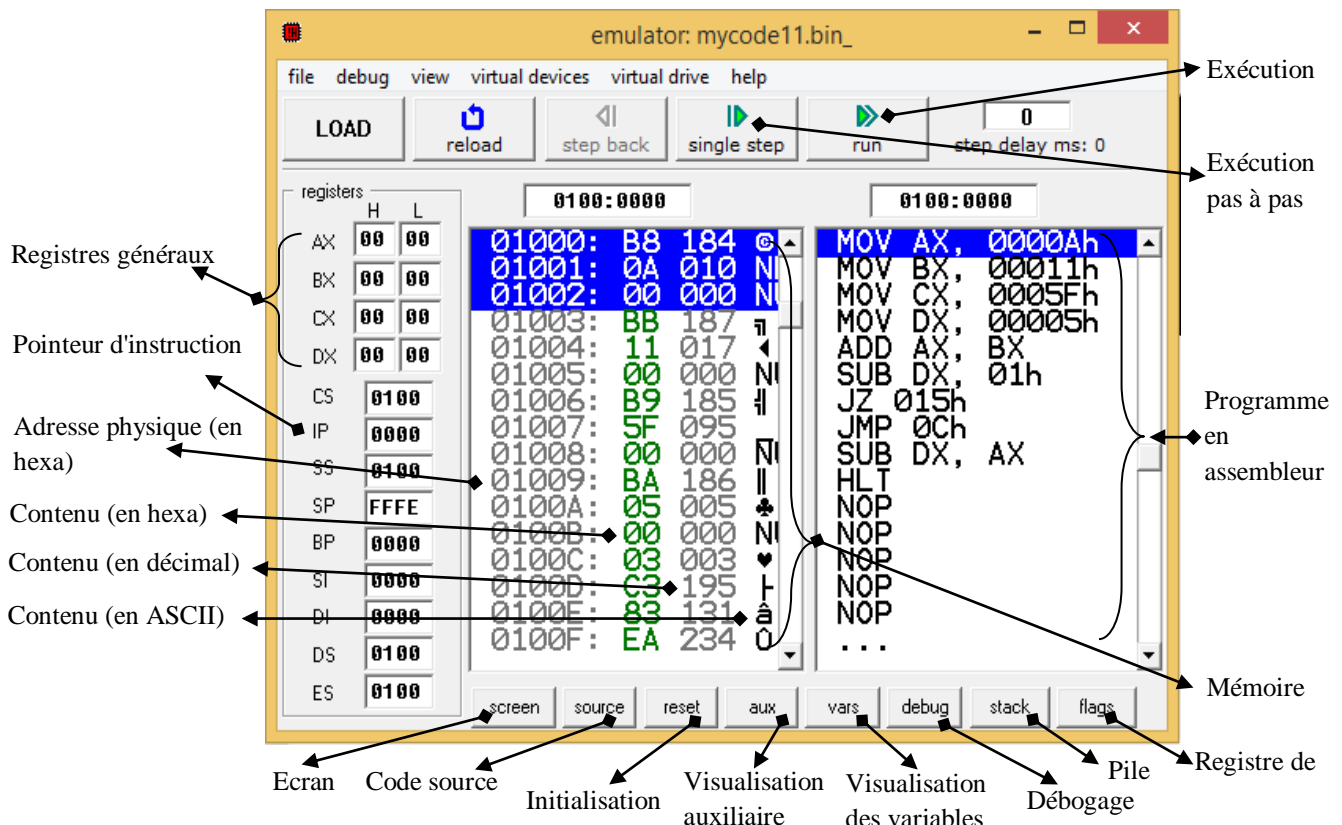 emulator: mycode11.bin_
file debug view virtual devices virtual drive help
LOAD
reload
step back
single step
run
0
step delay ms: 0
Exécution
Exécution
pas à pas
registers
H L
AX 00 00
BX 00 00
CX 00 00
DX 00 00
CS 0100
IP 0000
SS 0100
SP FFFE
BP 0000
SI 0000
DI 0000
DS 0100
ES 0100
Registres généraux
Pointeur d'instruction
Adresse physique (en
hexa)
Contenu (en hexa)
Contenu (en décimal)
Contenu (en ASCII)
0100:0000
01000: B8 184 ©
01001: 0A 010
01002: 00 000
01003: BB 187 ╗
01004: 11 017 ◄
01005: 00 000
01006: B9 185 ╣
01007: 5F 095
01008: 00 000
01009: BA 186 ║
0100A: 05 005 ♣
0100B: 00 000
0100C: 03 003 ♥
0100D: C3 195 ├
0100E: 83 131 â
0100F: EA 234 Û
0100:0000
MOV AX, 0000Ah
MOV BX, 00011h
MOV CX, 0005Fh
MOV DX, 00005h
ADD AX, BX
SUB DX, 01h
JZ 015h
JMP 0Ch
SUB DX, AX
HLT
NOP
NOP
NOP
NOP
NOP
...
Programme
en
assembleur
Mémoire
screen source reset aux vars debug stack flags
Ecran
Code source
Initialisation
Visualisation
auxiliaire
Visualisation
des variables
Débogage
Pile
Registre de